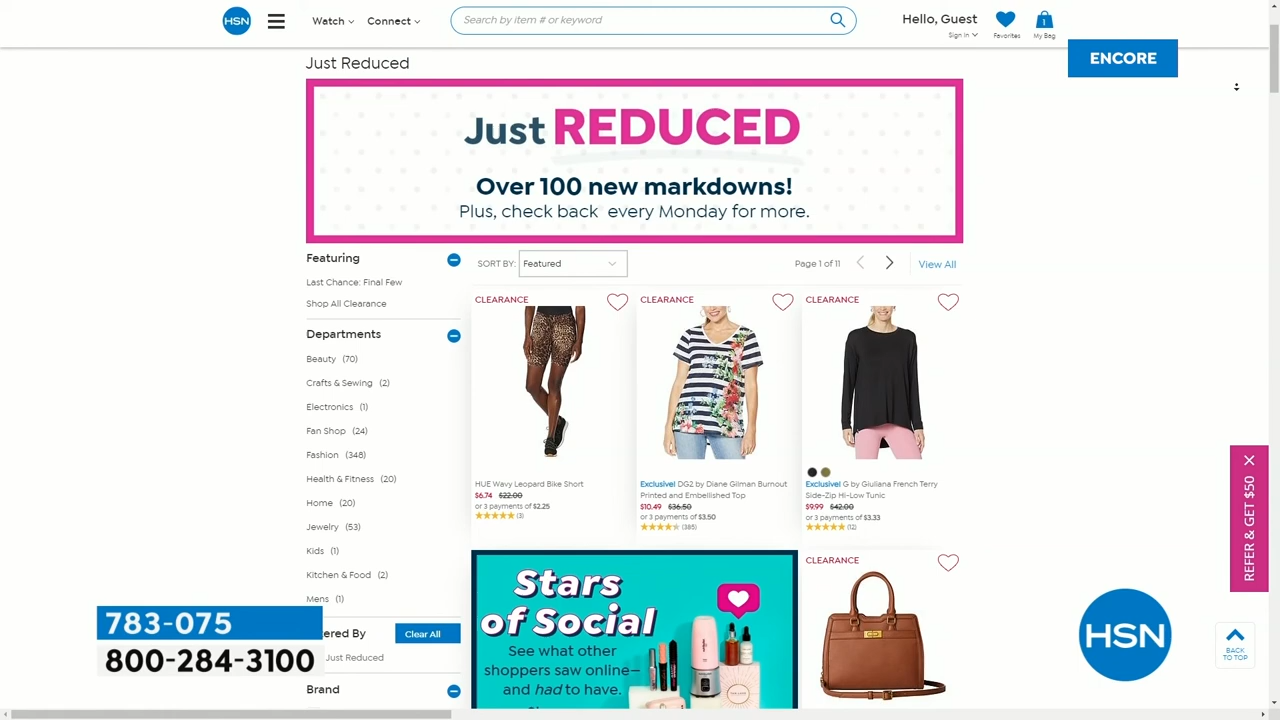 HSN
Watch
Connect
Search by item # or keyword
Hello, Guest
Sign In
Favorites
1
My Bag
ENCORE
Just Reduced
Just REDUCED
Over 100 new markdowns!
Plus, check back every Monday for more.
Featuring
Last Chance: Final Few
Shop All Clearance
Departments
Beauty (70)
Crafts & Sewing (2)
Electronics (1)
Fan Shop (24)
Fashion (348)
Health & Fitness (20)
Home (20)
Jewelry (53)
Kids (1)
Kitchen & Food (2)
Mens (1)
tered By
Clear All
Just Reduced
Brand
SORT BY:
Featured
Page 1 of 11
View All
CLEARANCE
HUE Wavy Leopard Bike Short
$6.74 $22.00
or 3 payments of $2.25
(3)
CLEARANCE
Exclusive! DG2 by Diane Gilman Burnout
Printed and Embellished Top
$10.49 $36.50
or 3 payments of $3.50
(385)
CLEARANCE
Exclusive! G by Giuliana French Terry
Side-Zip Hi-Low Tunic
$9.99 $42.00
or 3 payments of $3.33
(12)
Stars
of Social
See what other
shoppers saw online—
and had to have.
CLEARANCE
REFER & GET $50
783-075
800-284-3100
HSN
BACK
TO TOP